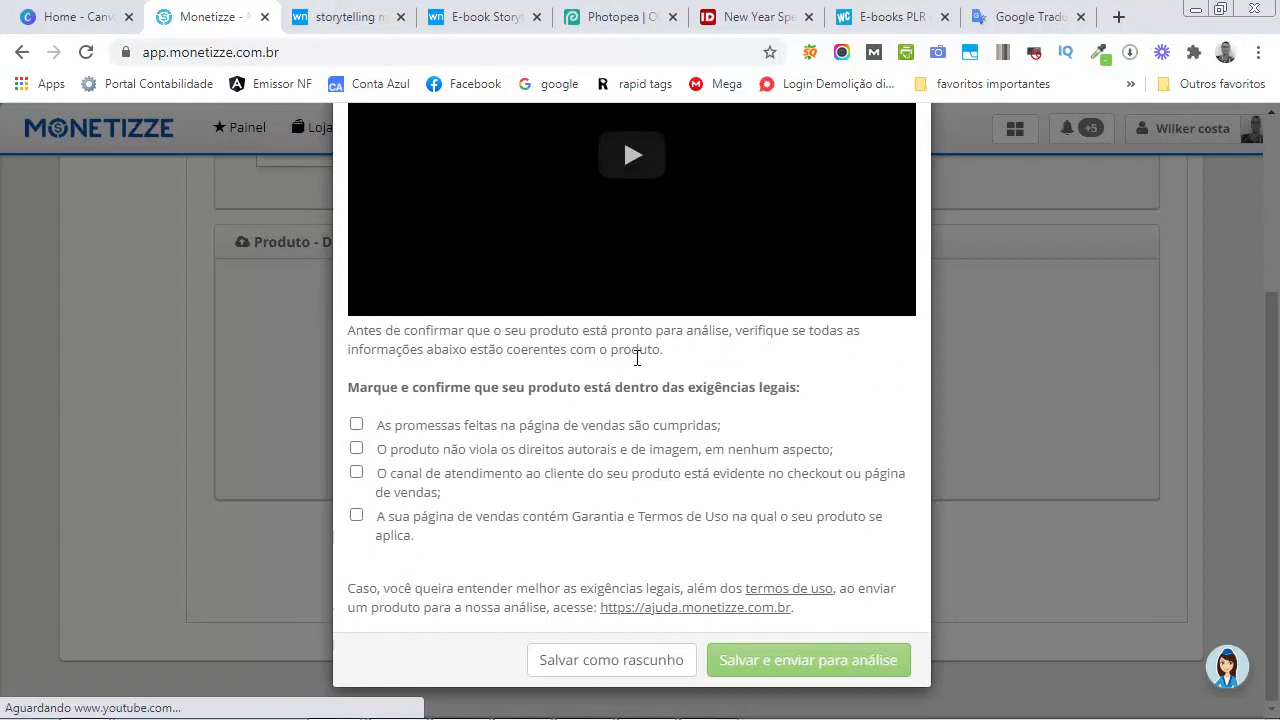 Home - Canv
Monetizze -
storytelling m
E-book Story
Photopea | O
New Year Spe
E-books PLR
Google Tradu
app.monetizze.com.br
Apps
Portal Contabilidade
Emissor NF
Conta Azul
Facebook
google
rapid tags
Mega
Login Demolição di...
favoritos importantes
Outros favoritos
MONETIZZE
Painel
Loja
+5
Wilker costa
Produto - D
Antes de confirmar que o seu produto está pronto para análise, verifique se todas as
informações abaixo estão coerentes com o produto.
Marque e confirme que seu produto está dentro das exigências legais:
As promessas feitas na página de vendas são cumpridas;
O produto não viola os direitos autorais e de imagem, em nenhum aspecto;
O canal de atendimento ao cliente do seu produto está evidente no checkout ou página
de vendas;
A sua página de vendas contém Garantia e Termos de Uso na qual o seu produto se
aplica.
Caso, você queira entender melhor as exigências legais, além dos termos de uso, ao enviar
um produto para a nossa análise, acesse: https://ajuda.monetizze.com.br.
Salvar como rascunho
Salvar e enviar para análise
Aguardando www.youtube.com...